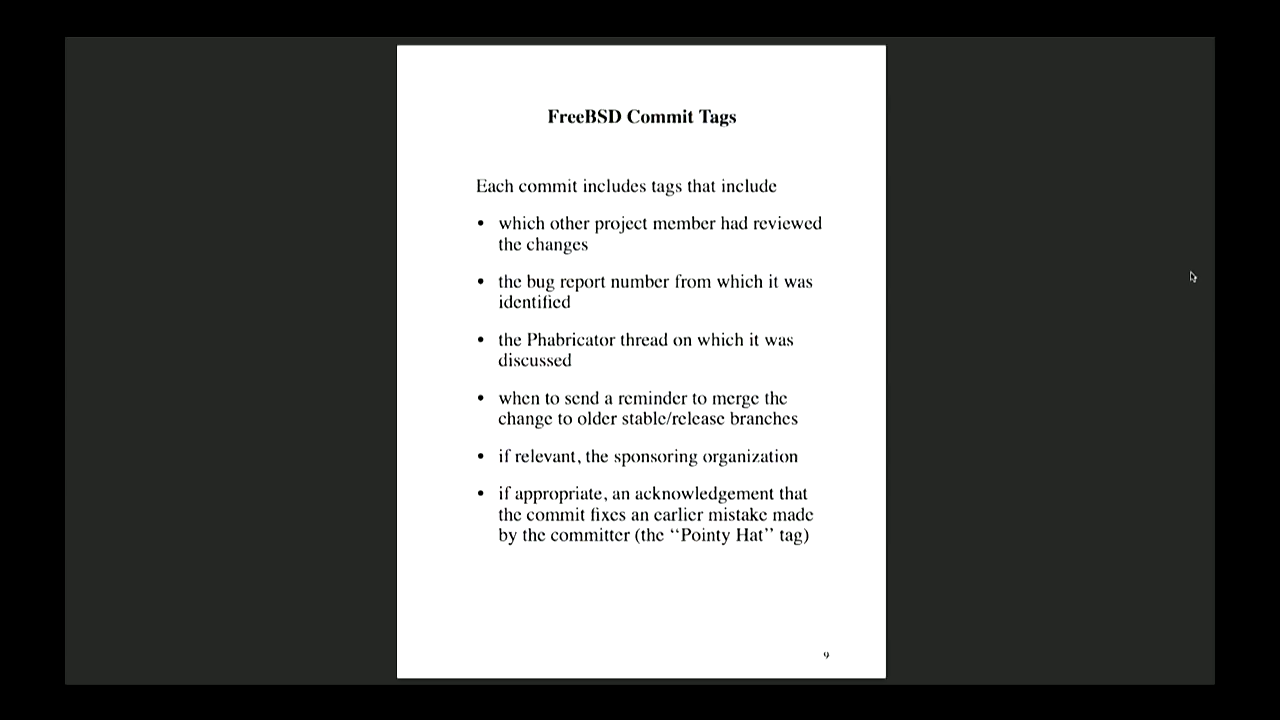 FreeBSD Commit Tags
Each commit includes tags that include
• which other project member had reviewed
the changes
• the bug report number from which it was
identified
• the Phabricator thread on which it was
discussed
• when to send a reminder to merge the
change to older stable/release branches
• if relevant, the sponsoring organization
• if appropriate, an acknowledgement that
the commit fixes an earlier mistake made
by the committer (the ‘‘Pointy Hat’’ tag)
9